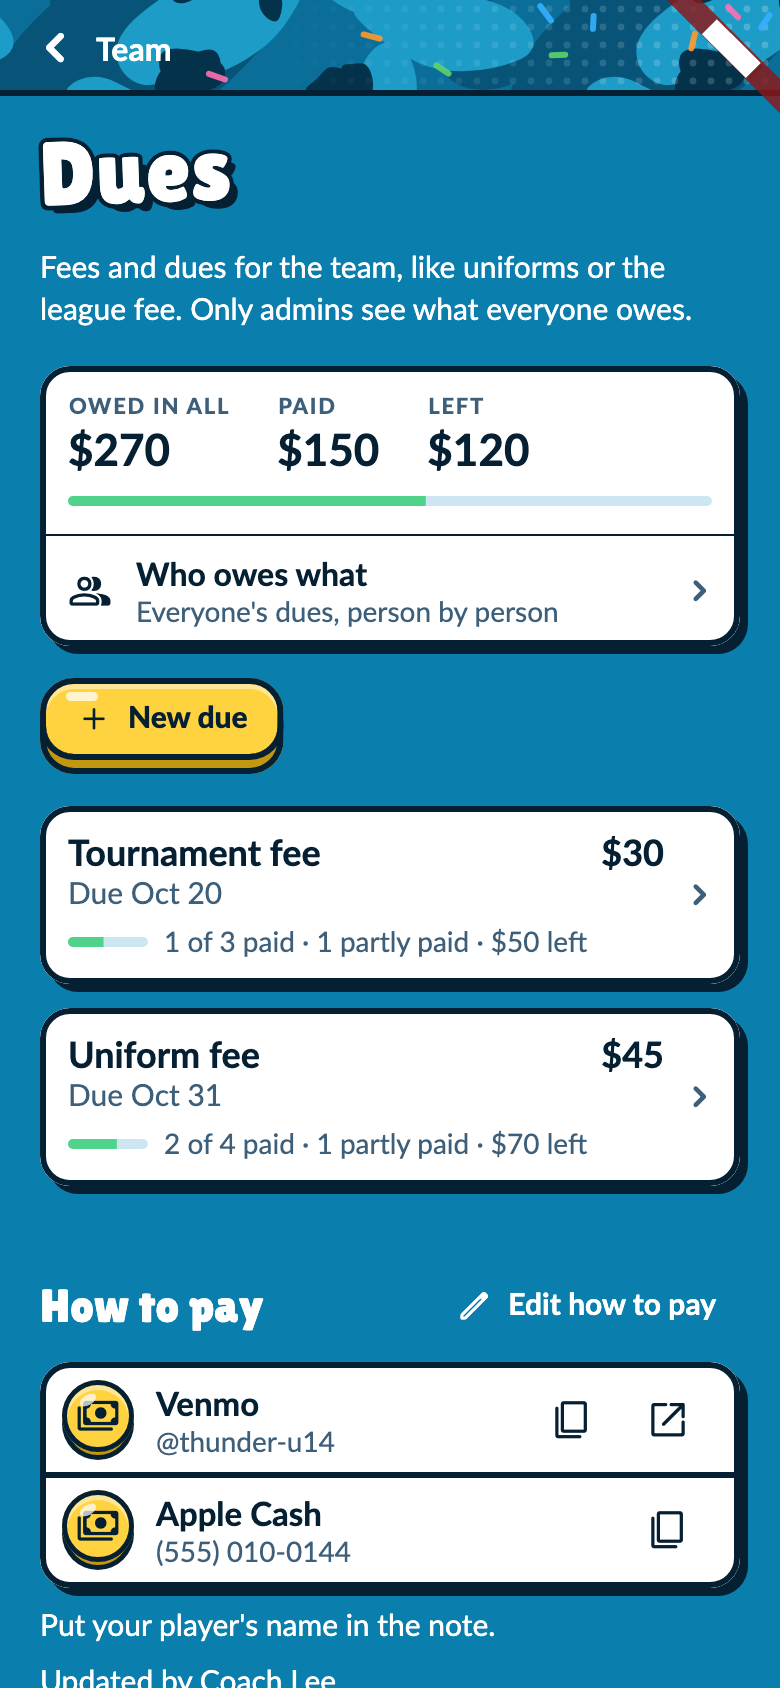 Team
Dues
Fees and dues for the team, like uniforms or the
league fee. Only admins see what everyone owes.
OWED IN ALL PAID LEFT
$270 $150 $120
Who owes what
Everyone's dues, person by person
+ New due
Tournament fee $30
Due Oct 20
1 of 3 paid · 1 partly paid · $50 left
Uniform fee $45
Due Oct 31
2 of 4 paid · 1 partly paid · $70 left
How to pay Edit how to pay
Venmo
@thunder-u14
Apple Cash
(555) 010-0144
Put your player's name in the note.
Updated by Coach Lee